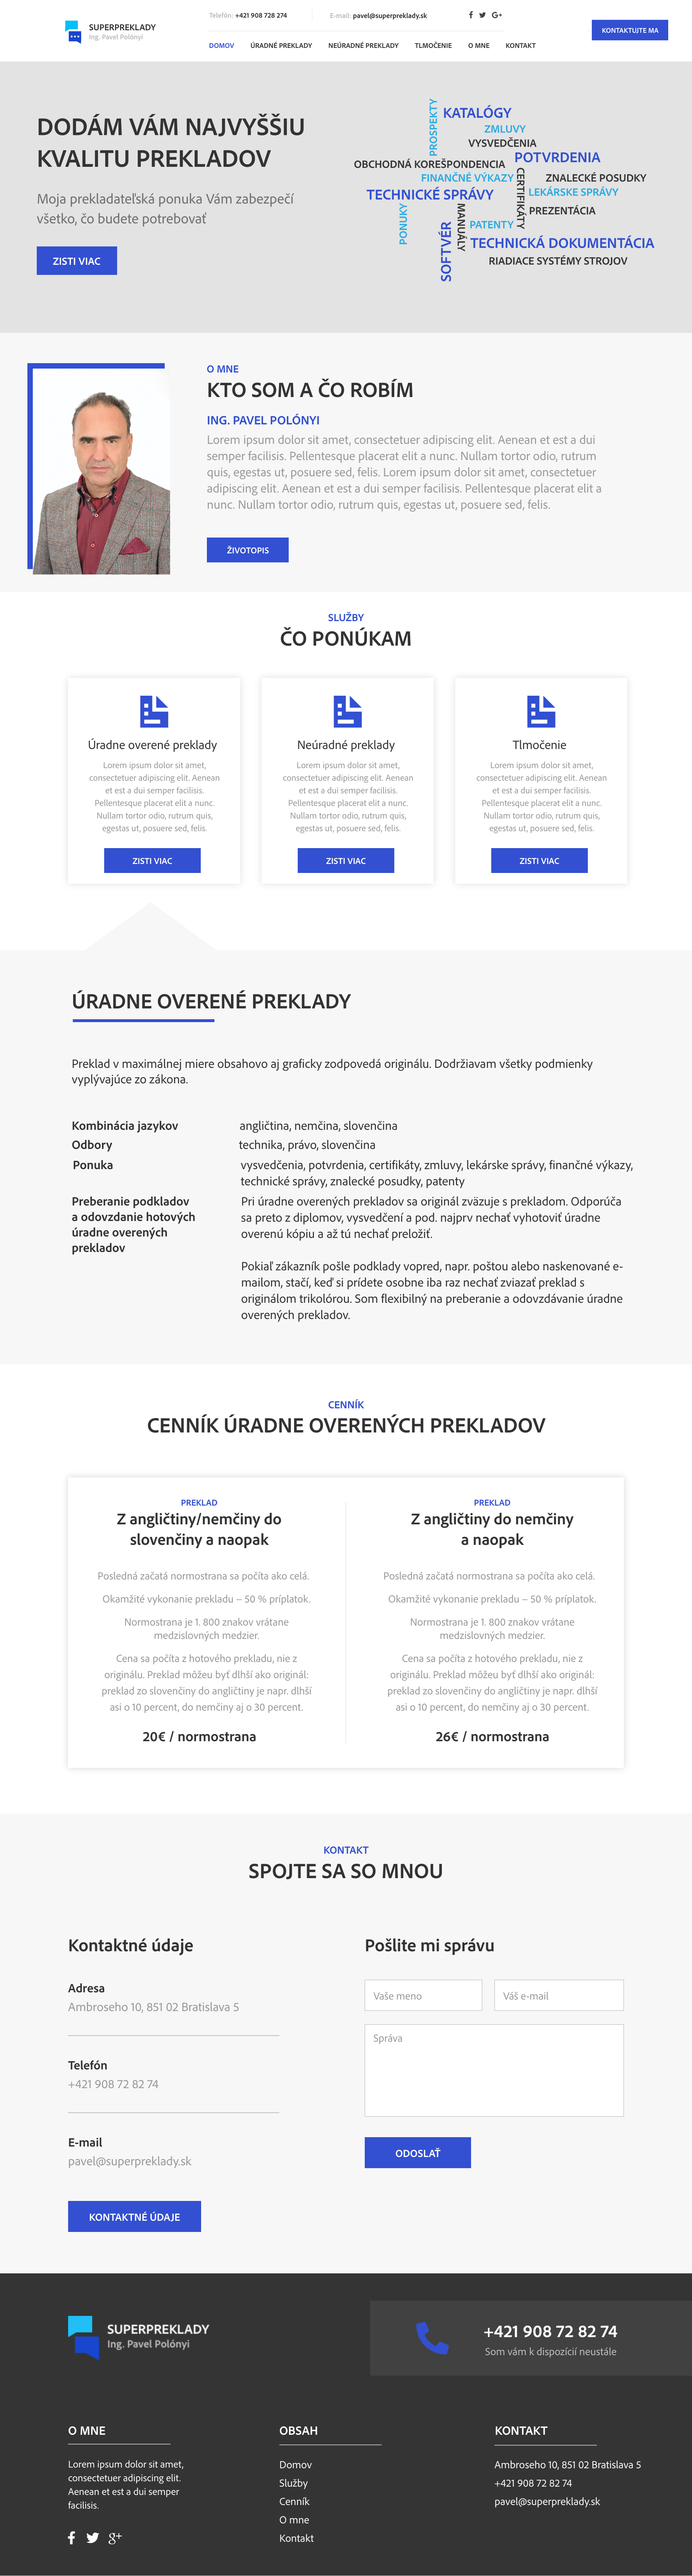 SUPERPREKLADY
Ing. Pavel Polónyi
Telefón: +421 908 728 274
E-mail: pavel@superpreklady.sk
DOMOV ÚRADNÉ PREKLADY NEÚRADNÉ PREKLADY TLMOČENIE O MNE KONTAKT
KONTAKTUJTE MA
DODÁM VÁM NAJVYŠŠIU
KVALITU PREKLADOV
Moja prekladateľská ponuka Vám zabezpečí
všetko, čo budete potrebovať
ZISTI VIAC
PROSPEKTY
KATALÓGY
ZMLUVY
VYSVEDČENIA
OBCHODNÁ KOREŠPONDENCIA
POTVRDENIA
FINANČNÉ VÝKAZY
CERTIFIKÁTY
ZNALECKÉ POSUDKY
TECHNICKÉ SPRÁVY
LEKÁRSKE SPRÁVY
PONUKY
MANUÁLY
PREZENTÁCIA
SOFTVÉR
PATENTY
TECHNICKÁ DOKUMENTÁCIA
RIADIACE SYSTÉMY STROJOV
O MNE
KTO SOM A ČO ROBÍM
ING. PAVEL POLÓNYI
Lorem ipsum dolor sit amet, consectetuer adipiscing elit. Aenean et est a dui
semper facilisis. Pellentesque placerat elit a nunc. Nullam tortor odio, rutrum
quis, egestas ut, posuere sed, felis. Lorem ipsum dolor sit amet, consectetuer
adipiscing elit. Aenean et est a dui semper facilisis. Pellentesque placerat elit a
nunc. Nullam tortor odio, rutrum quis, egestas ut, posuere sed, felis.
ŽIVOTOPIS
SLUŽBY
ČO PONÚKAM
Úradne overené preklady
Lorem ipsum dolor sit amet,
consectetuer adipiscing elit. Aenean
et est a dui semper facilisis.
Pellentesque placerat elit a nunc.
Nullam tortor odio, rutrum quis,
egestas ut, posuere sed, felis.
ZISTI VIAC
Neúradné preklady
Lorem ipsum dolor sit amet,
consectetuer adipiscing elit. Aenean
et est a dui semper facilisis.
Pellentesque placerat elit a nunc.
Nullam tortor odio, rutrum quis,
egestas ut, posuere sed, felis.
ZISTI VIAC
Tlmočenie
Lorem ipsum dolor sit amet,
consectetuer adipiscing elit. Aenean
et est a dui semper facilisis.
Pellentesque placerat elit a nunc.
Nullam tortor odio, rutrum quis,
egestas ut, posuere sed, felis.
ZISTI VIAC
ÚRADNE OVERENÉ PREKLADY
Preklad v maximálnej miere obsahovo aj graficky zodpovedá originálu. Dodržiavam všetky podmienky
vyplývajúce zo zákona.
Kombinácia jazykov angličtina, nemčina, slovenčina
Odbory technika, právo, slovenčina
Ponuka vysvedčenia, potvrdenia, certifikáty, zmluvy, lekárske správy, finančné výkazy,
technické správy, znalecké posudky, patenty
Preberanie podkladov
a odovzdanie hotových
úradne overených
prekladov
Pri úradne overených prekladov sa originál zväzuje s prekladom. Odporúča
sa preto z diplomov, vysvedčení a pod. najprv nechať vyhotoviť úradne
overenú kópiu a až tú nechať preložiť.
Pokiaľ zákazník pošle podklady vopred, napr. poštou alebo naskenované e-
mailom, stačí, keď si prídete osobne iba raz nechať zviazať preklad s
originálom trikolórou. Som flexibilný na preberanie a odovzdávanie úradne
overených prekladov.
CENNÍK
CENNÍK ÚRADNE OVERENÝCH PREKLADOV
PREKLAD
Z angličtiny/nemčiny do
slovenčiny a naopak
Posledná začatá normostrana sa počíta ako celá.
Okamžité vykonanie prekladu – 50 % príplatok.
Normostrana je 1. 800 znakov vrátane
medzislovných medzier.
Cena sa počíta z hotového prekladu, nie z
originálu. Preklad môžeu byť dlhší ako originál:
preklad zo slovenčiny do angličtiny je napr. dlhší
asi o 10 percent, do nemčiny aj o 30 percent.
20€ / normostrana
PREKLAD
Z angličtiny do nemčiny
a naopak
Posledná začatá normostrana sa počíta ako celá.
Okamžité vykonanie prekladu – 50 % príplatok.
Normostrana je 1. 800 znakov vrátane
medzislovných medzier.
Cena sa počíta z hotového prekladu, nie z
originálu. Preklad môžeu byť dlhší ako originál:
preklad zo slovenčiny do angličtiny je napr. dlhší
asi o 10 percent, do nemčiny aj o 30 percent.
26€ / normostrana
KONTAKT
SPOJTE SA SO MNOU
Kontaktné údaje
Adresa
Ambroseho 10, 851 02 Bratislava 5
Telefón
+421 908 72 82 74
E-mail
pavel@superpreklady.sk
KONTAKTNÉ ÚDAJE
Pošlite mi správu
Vaše meno
Váš e-mail
Správa
ODOSLAŤ
SUPERPREKLADY
Ing. Pavel Polónyi
+421 908 72 82 74
Som vám k dispozícií neustále
O MNE
Lorem ipsum dolor sit amet,
consectetuer adipiscing elit.
Aenean et est a dui semper
facilisis.
OBSAH
Domov
Služby
Cenník
O mne
Kontakt
KONTAKT
Ambroseho 10, 851 02 Bratislava 5
+421 908 72 82 74
pavel@superpreklady.sk